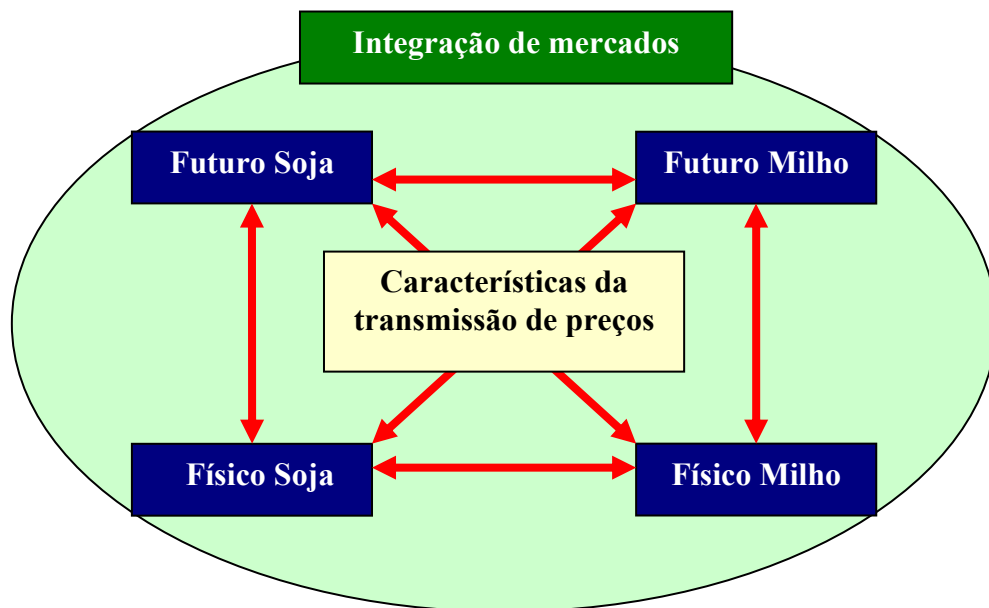 Integração de mercados
Futuro Soja
Futuro Milho
Características da
transmissão de preços
Físico Soja
Físico Milho